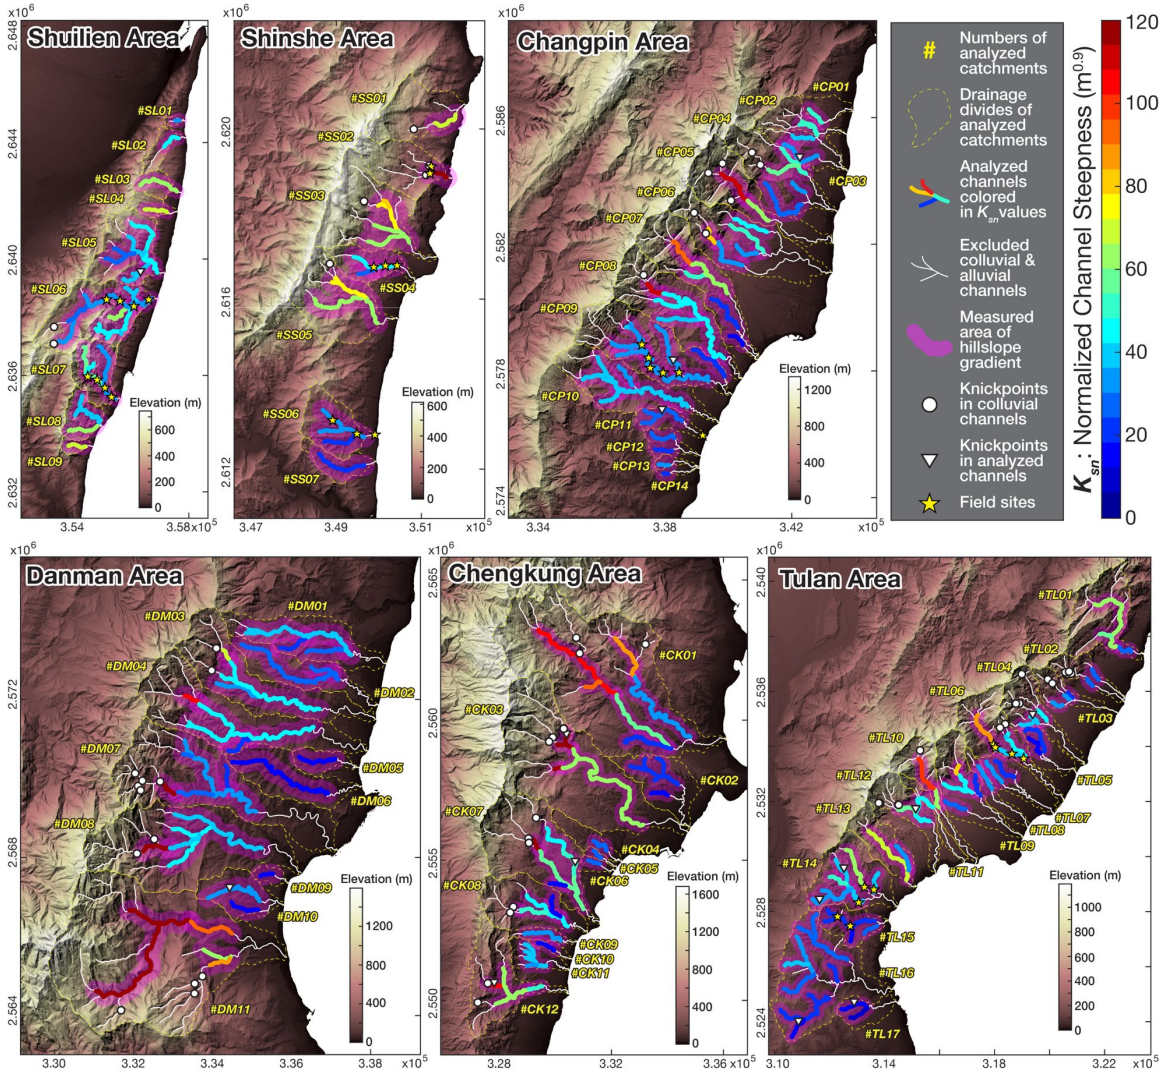 x10⁶
2.648
2.644
2.640
2.636
2.632
Shuilien Area
#SL01
#SL02
#SL03
#SL04
#SL05
#SL06
#SL07
#SL08
#SL09
Elevation (m)
600
400
200
0
3.54
3.58
x10⁵
x10⁶
2.620
2.616
2.612
Shinshe Area
#SS01
#SS02
#SS03
#SS04
#SS05
#SS06
#SS07
Elevation (m)
600
400
200
0
3.47
3.49
3.51
x10⁵
x10⁶
2.586
2.582
2.578
2.574
Changpin Area
#CP01
#CP02
#CP04
#CP05
#CP03
#CP06
#CP07
#CP08
#CP09
#CP10
#CP11
#CP12
#CP13
#CP14
Elevation (m)
1200
800
400
0
3.34
3.38
3.42
x10⁵
#
Numbers of
analyzed
catchments
Drainage
divides of
analyzed
catchments
Analyzed
channels
colored
in Ksn values
Excluded
colluvial &
alluvial
channels
Measured
area of
hillslope
gradient
Knickpoints
in colluvial
channels
Knickpoints
in analyzed
channels
Field sites
Ksn: Normalized Channel Steepness (m0.9)
120
100
80
60
40
20
0
x10⁶
2.572
2.568
2.564
Danman Area
#DM01
#DM03
#DM04
#DM02
#DM07
#DM05
#DM06
#DM08
#DM09
#DM10
#DM11
Elevation (m)
1200
800
400
0
3.30
3.32
3.34
3.36
3.38
x10⁵
x10⁶
2.565
2.560
2.555
2.550
Chengkung Area
#CK01
#CK03
#CK02
#CK07
#CK04
#CK05
#CK06
#CK08
#CK09
#CK10
#CK11
#CK12
Elevation (m)
1600
1200
800
400
0
3.28
3.32
3.36
x10⁵
x10⁶
2.540
2.536
2.532
2.528
2.524
Tulan Area
#TL01
#TL02
#TL04
#TL06
#TL03
#TL10
#TL05
#TL12
#TL07
#TL08
#TL13
#TL09
#TL11
#TL14
#TL15
#TL16
#TL17
Elevation (m)
1000
800
600
400
200
0
3.10
3.14
3.18
3.22
x10⁵